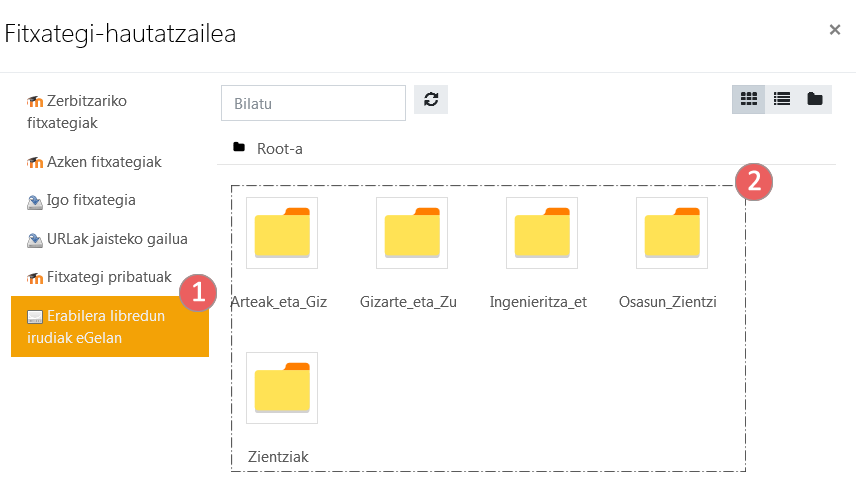 Fitxategi-hautatzailea
×
Zerbitzariko
fitxategiak
Azken fitxategiak
Igo fitxategia
URLak jaisteko gailua
Fitxategi pribatuak
1
Erabilera libredun
irudiak eGelan
Bilatu
Root-a
2
Arteak_eta_Giz
Gizarte_eta_Zu
Ingenieritza_et
Osasun_Zientzi
Zientziak